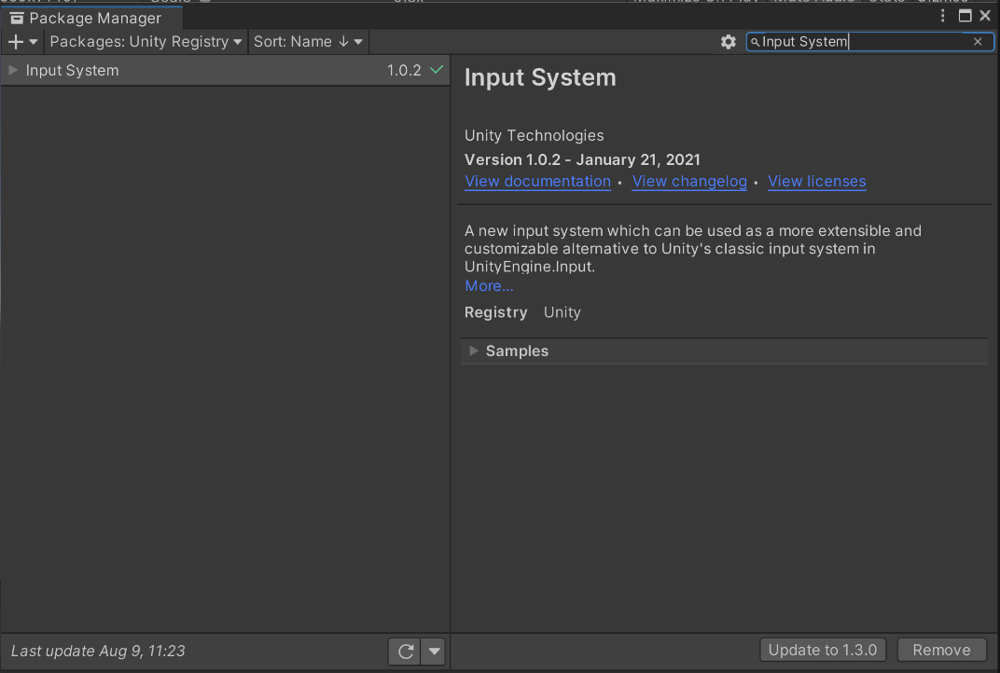 Package Manager
Packages: Unity Registry
Sort: Name ↓
Input System
Input System 1.0.2
Input System
Unity Technologies
Version 1.0.2 - January 21, 2021
View documentation • View changelog • View licenses
A new input system which can be used as a more extensible and
customizable alternative to Unity's classic input system in
UnityEngine.Input.
More...
Registry Unity
Samples
Last update Aug 9, 11:23
Update to 1.3.0
Remove